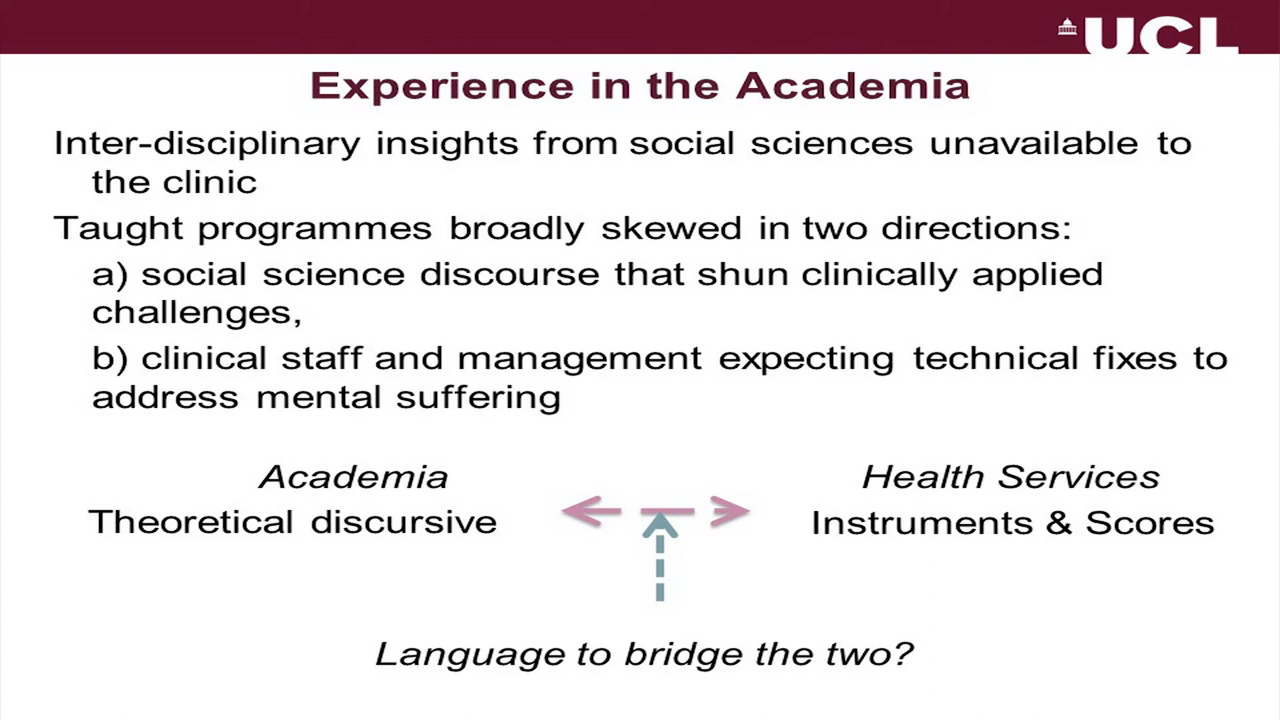 UCL
Experience in the Academia
Inter-disciplinary insights from social sciences unavailable to
the clinic
Taught programmes broadly skewed in two directions:
a) social science discourse that shun clinically applied
challenges,
b) clinical staff and management expecting technical fixes to
address mental suffering
Academia
Theoretical discursive
Health Services
Instruments & Scores
Language to bridge the two?